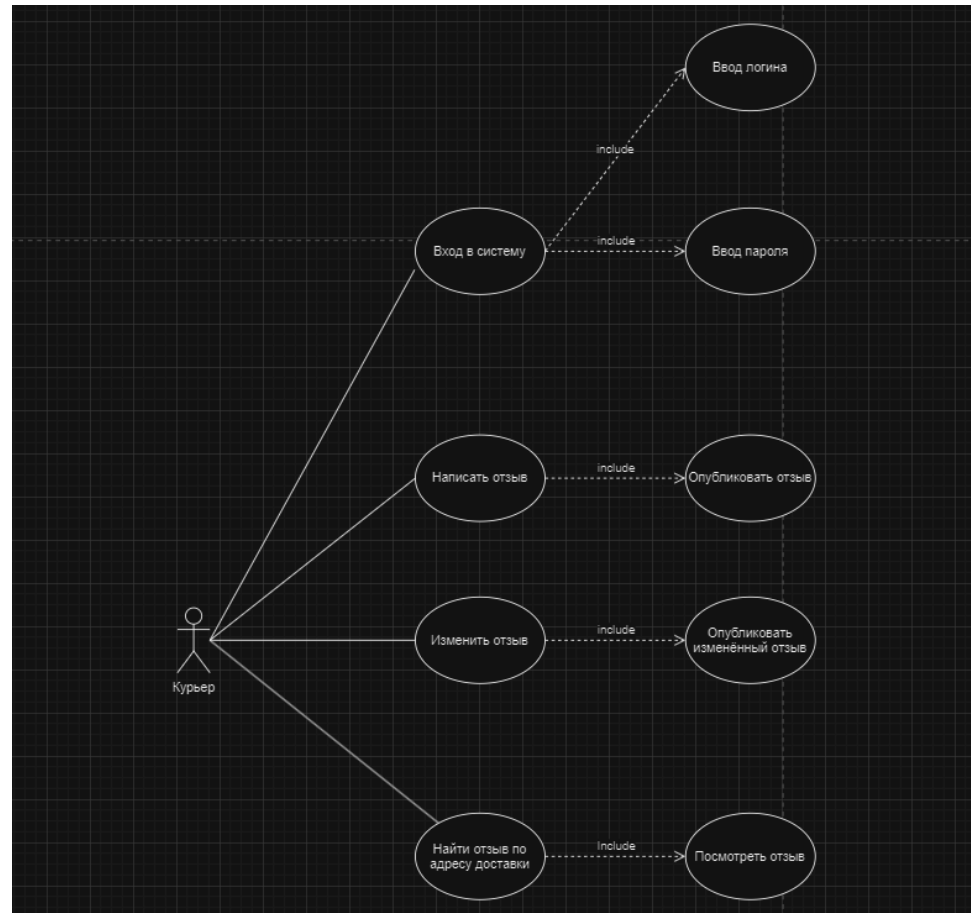 Ввод логина
include
Вход в систему
include
Ввод пароля
Написать отзыв
include
Опубликовать отзыв
Изменить отзыв
include
Опубликовать
изменённый отзыв
Курьер
Найти отзыв по
адресу доставки
include
Посмотреть отзыв